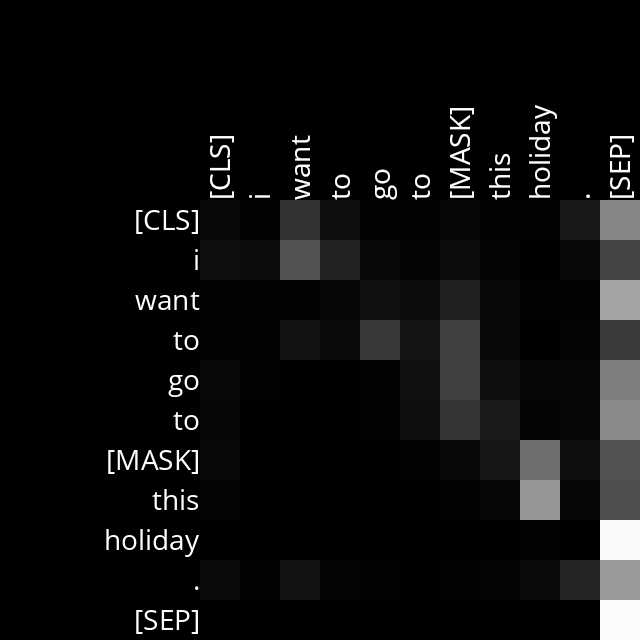 [CLS] i want to go to [MASK] this holiday . [SEP]
[CLS]
i
want
to
go
to
[MASK]
this
holiday
.
[SEP]